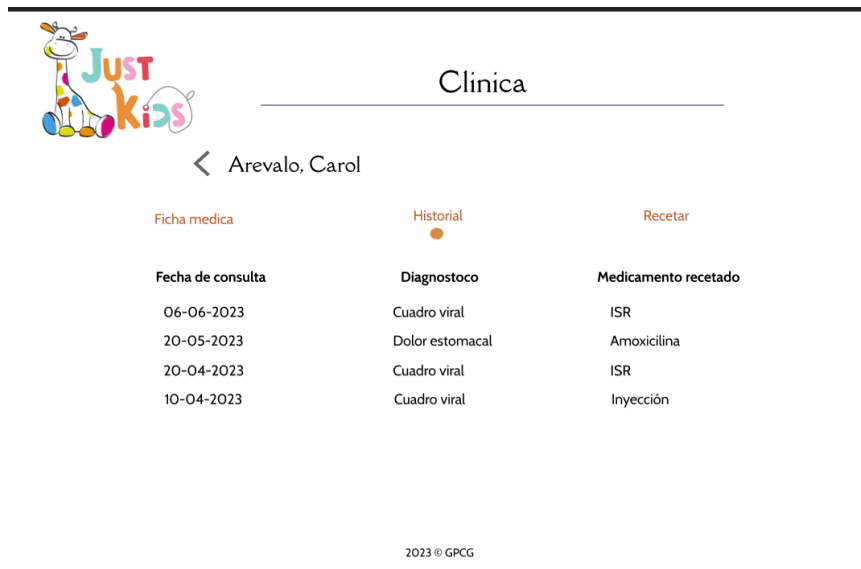 JUST
KiDS
Clinica
Arevalo, Carol
Ficha medica Historial Recetar
Fecha de consulta Diagnostoco Medicamento recetado
06-06-2023 Cuadro viral ISR
20-05-2023 Dolor estomacal Amoxicilina
20-04-2023 Cuadro viral ISR
10-04-2023 Cuadro viral Inyección
2023 © GPCG